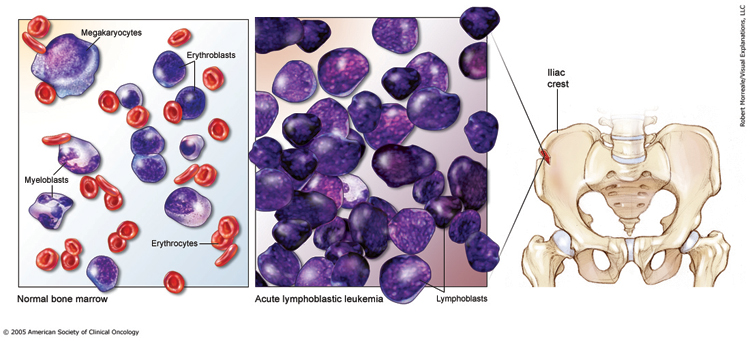 Megakaryocytes
Erythroblasts
Myeloblasts
Erythrocytes
Normal bone marrow
Lymphoblasts
Acute lymphoblastic leukemia
Iliac
crest
Robert Morreale/Visual Explanations, LLC
© 2005 American Society of Clinical Oncology